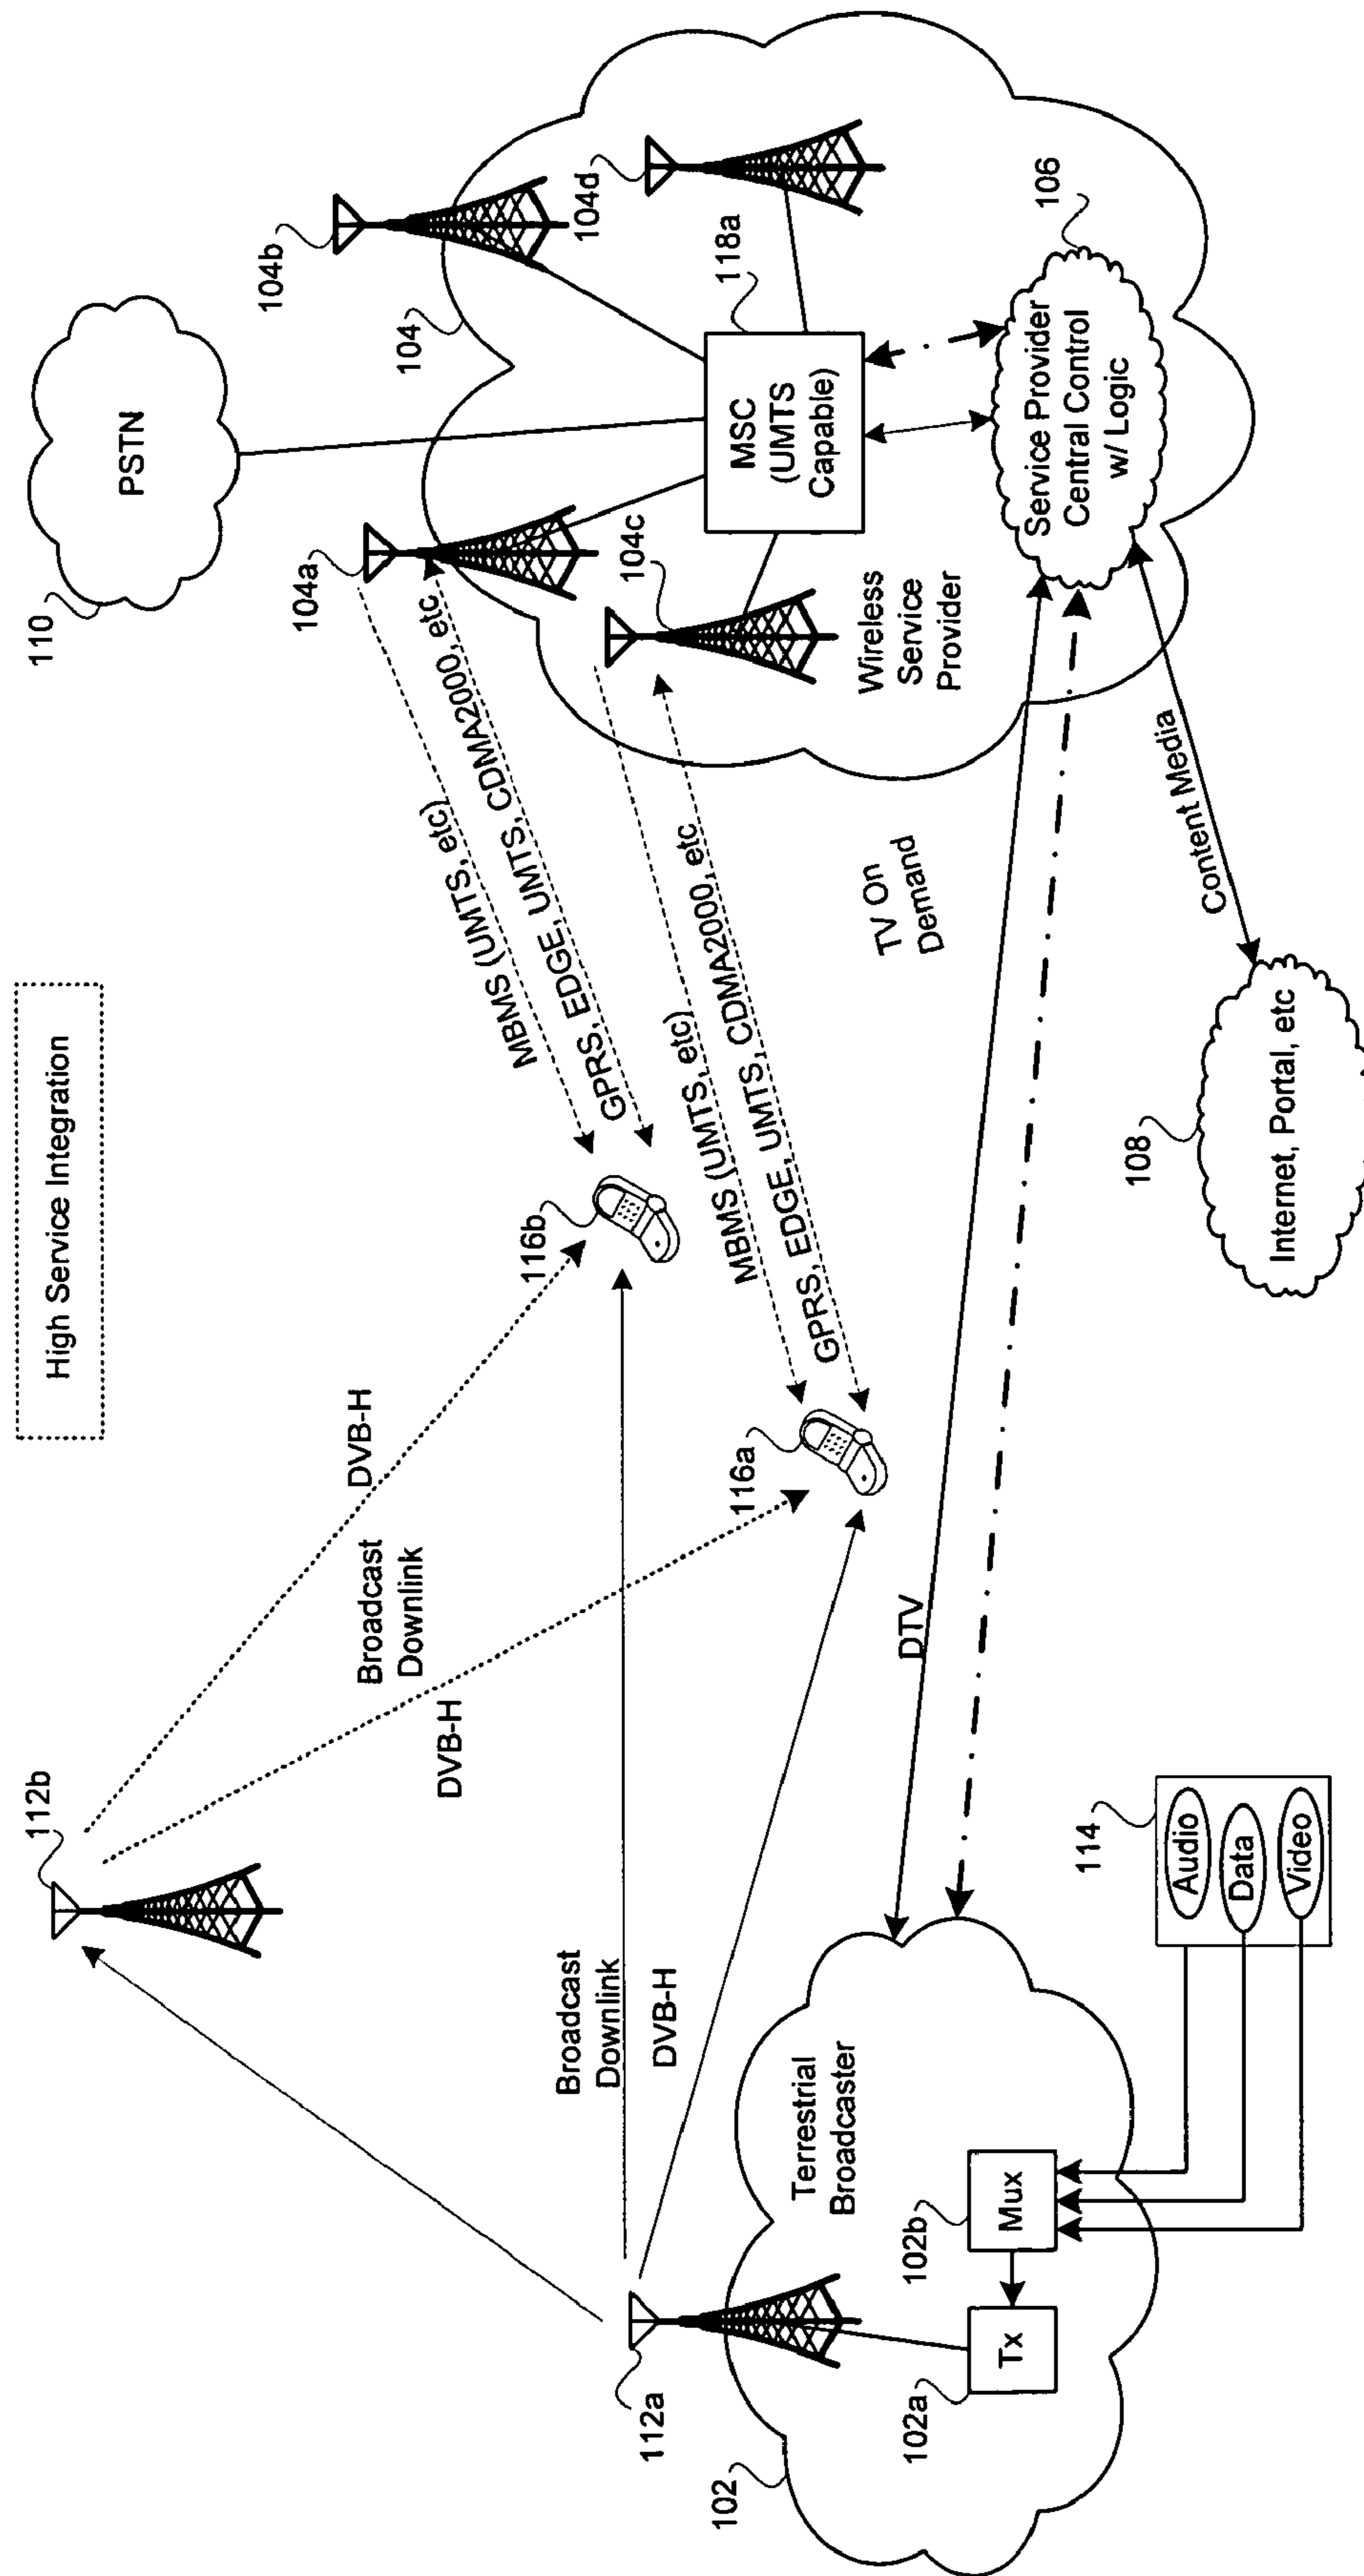 High Service Integration
110
PSTN
112b
104b
104a
104
104d
104c
118a
MSC
(UMTS
Capable)
106
Service Provider
Central Control
w/ Logic
Wireless
Service
Provider
MBMS (UMTS, etc)
GPRS, EDGE, UMTS, CDMA2000, etc
MBMS (UMTS, etc)
GPRS, EDGE, UMTS, CDMA2000, etc
116b
116a
DVB-H
Broadcast
Downlink
DVB-H
Broadcast
Downlink
DVB-H
TV On
Demand
DTV
Content Media
108
Internet, Portal, etc
112a
102
Terrestrial
Broadcaster
102b
Mux
102a
Tx
114
Audio
Data
Video